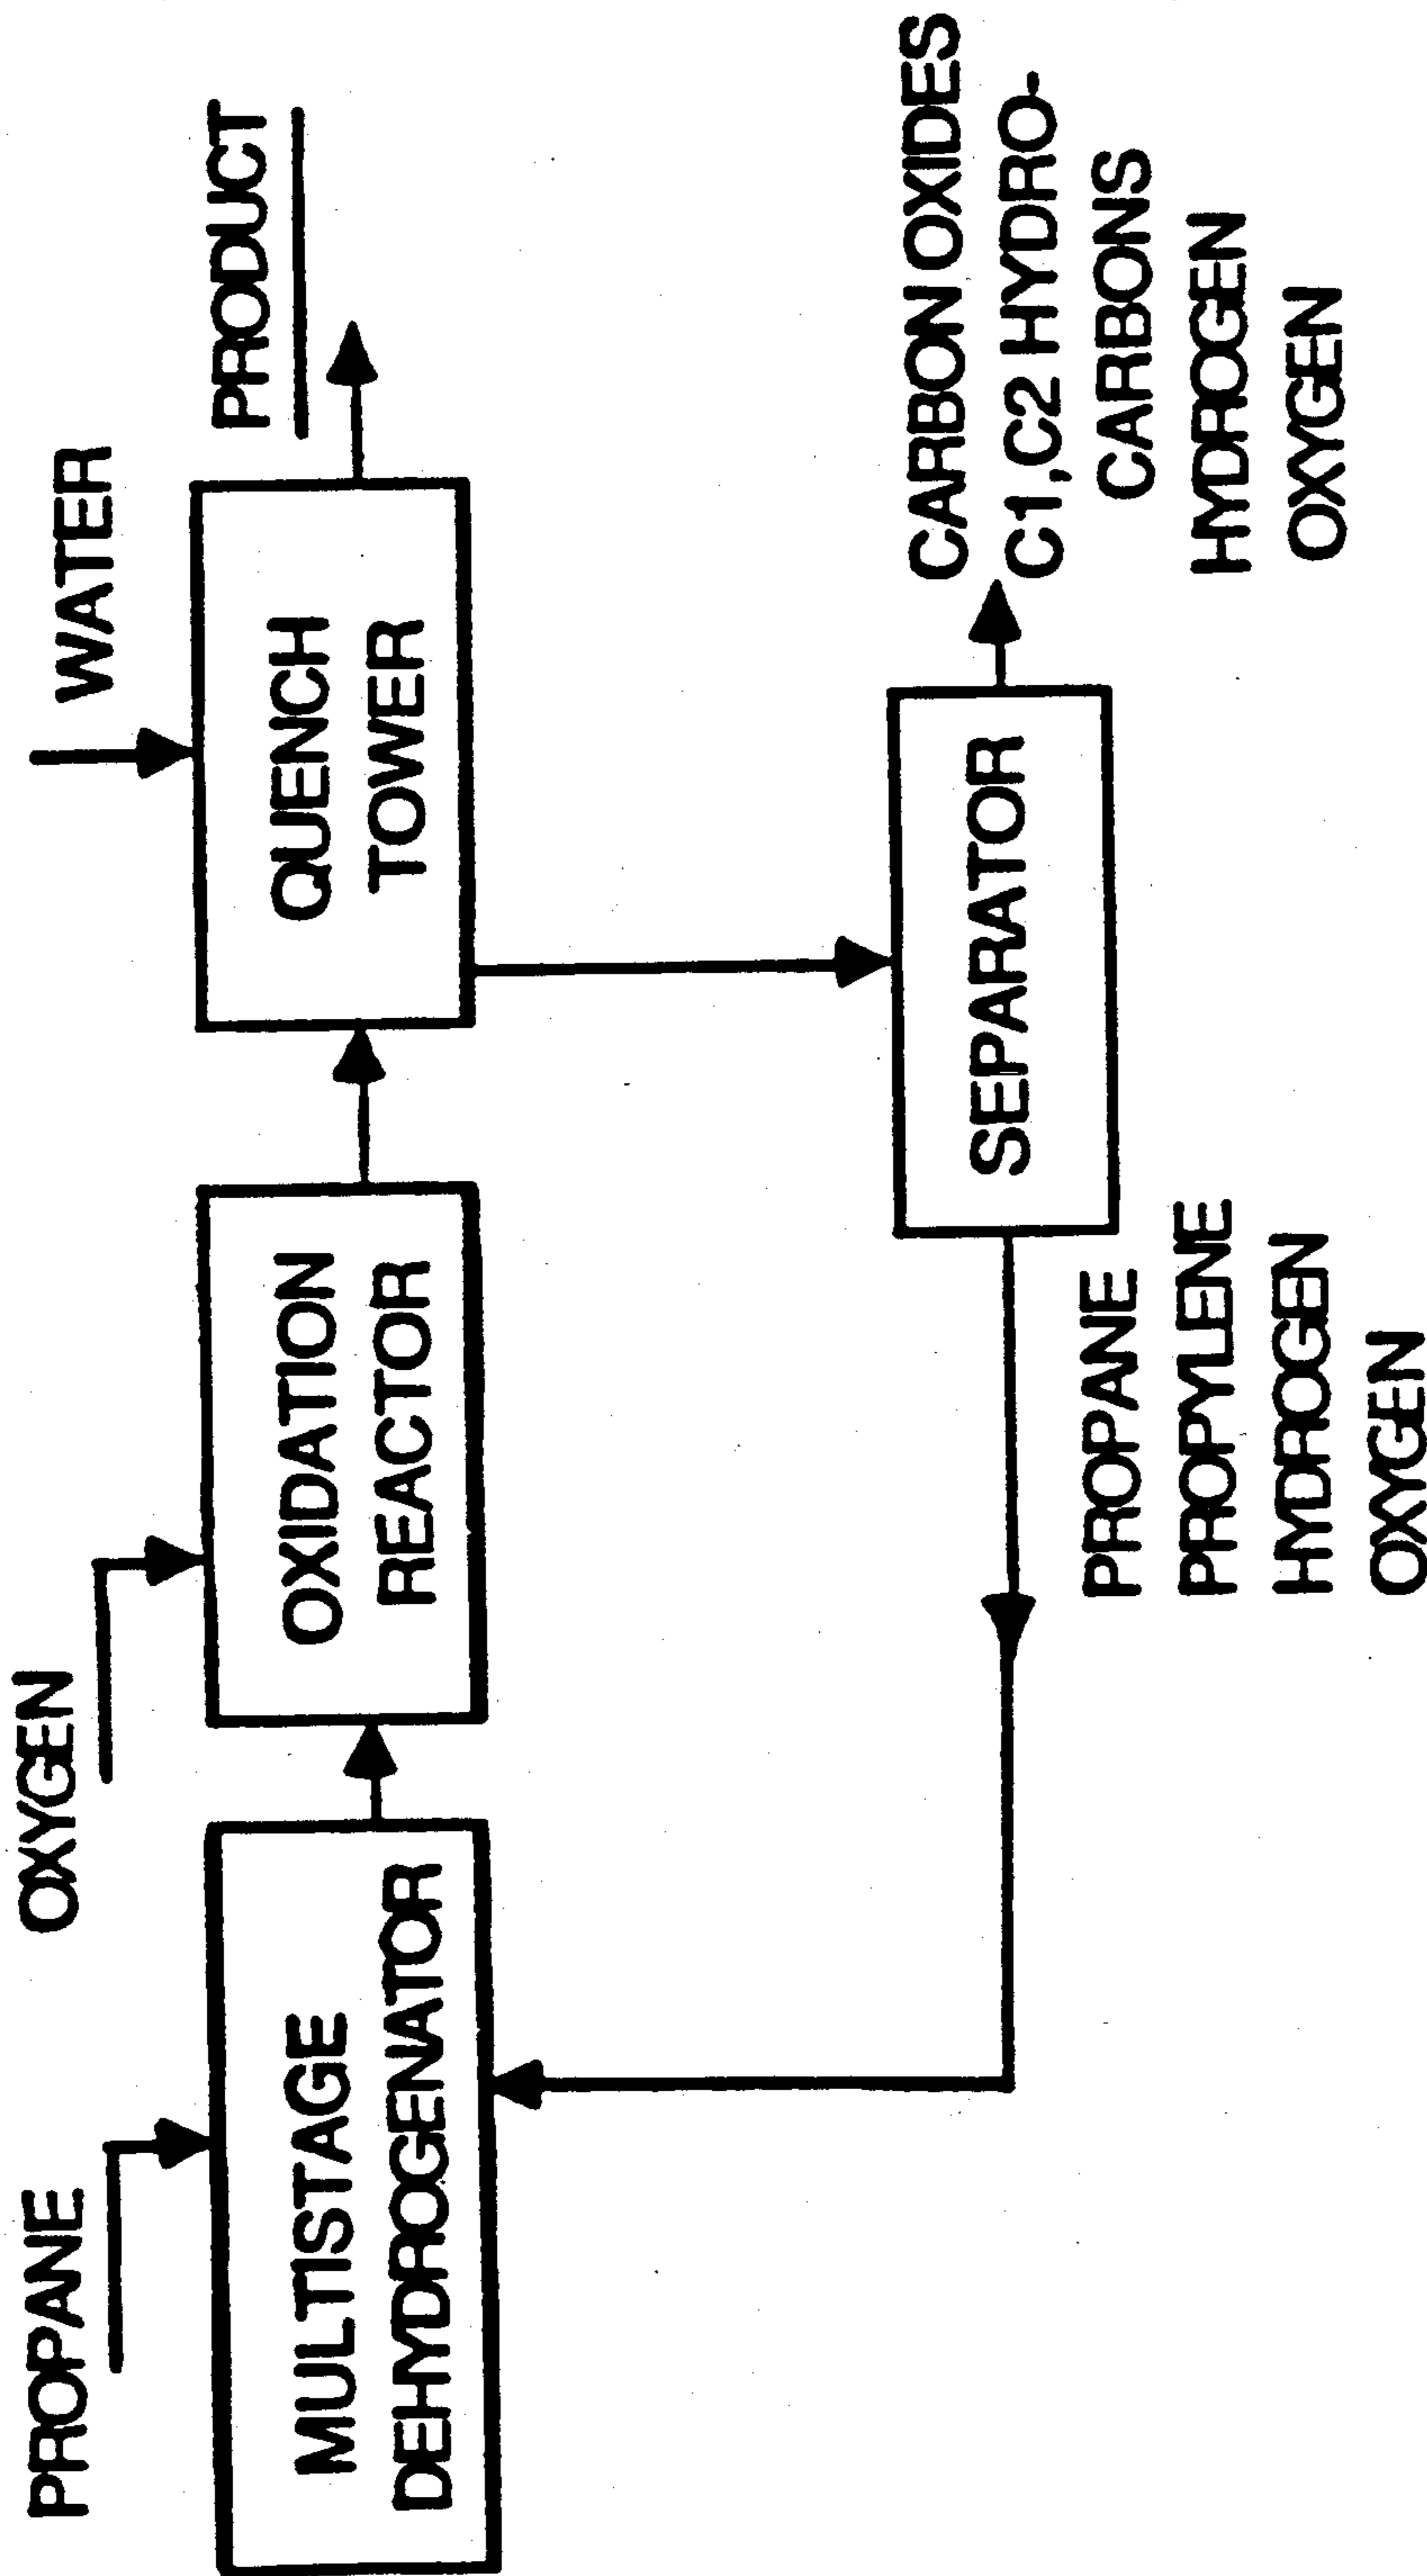 PROPANE
OXYGEN
WATER
MULTISTAGE
DEHYDROGENATOR
OXIDATION
REACTOR
QUENCH
TOWER
PRODUCT
SEPARATOR
PROPANE
PROPYLENE
HYDROGEN
OXYGEN
CARBON OXIDES
C1,C2 HYDRO-
CARBONS
HYDROGEN
OXYGEN